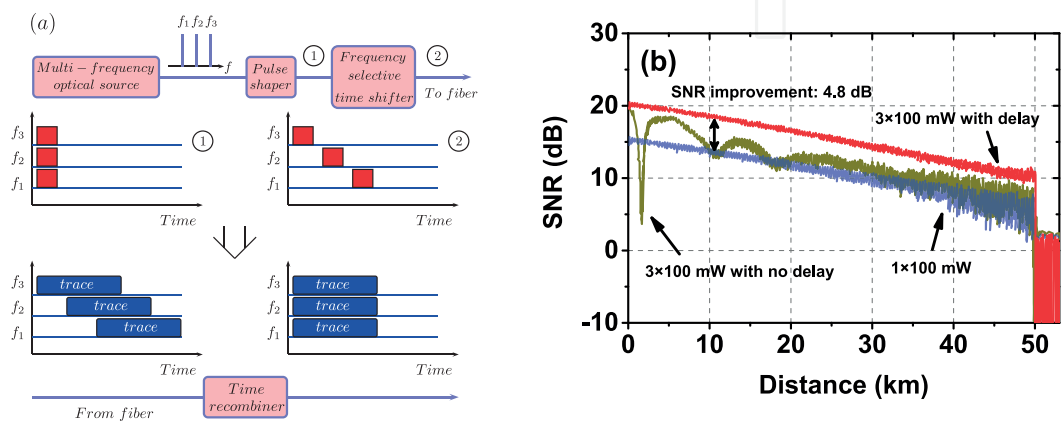 (a)
f1 f2 f3
f
Multi-frequency
optical source
Pulse
shaper
1
Frequency
selective
time shifter
2
To fiber
f3
f2
f1
1
Time
f3
f2
f1
2
Time
f3
trace
f2
trace
f1
trace
Time
f3
trace
f2
trace
f1
trace
Time
From fiber
Time
recombiner
(b)
SNR improvement: 4.8 dB
3×100 mW with delay
3×100 mW with no delay
1×100 mW
SNR (dB)
30
20
10
0
-10
0 10 20 30 40 50
Distance (km)